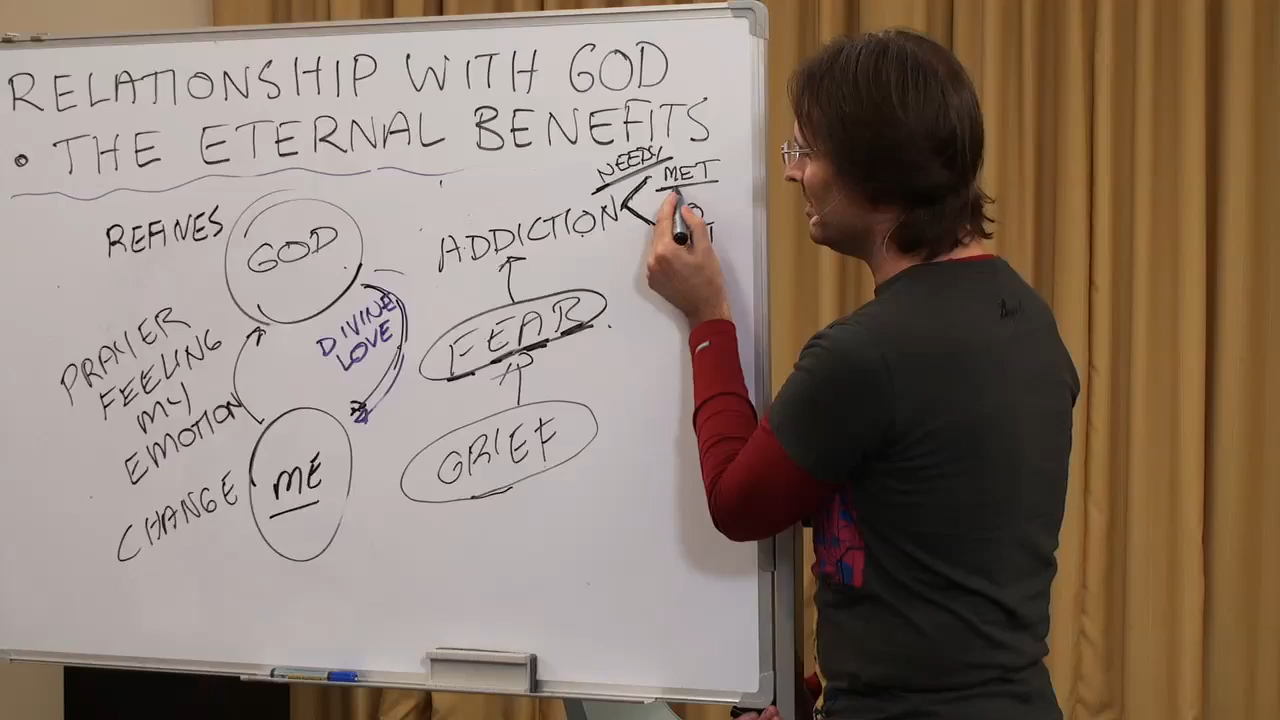 RELATIONSHIP WITH GOD
• THE ETERNAL BENEFITS
REFINES
GOD
PRAYER
FEELING
MY
EMOTION
CHANGE
ME
DIVINE
LOVE
NEEDS
MET
ADDICTION
FEAR
GRIEF